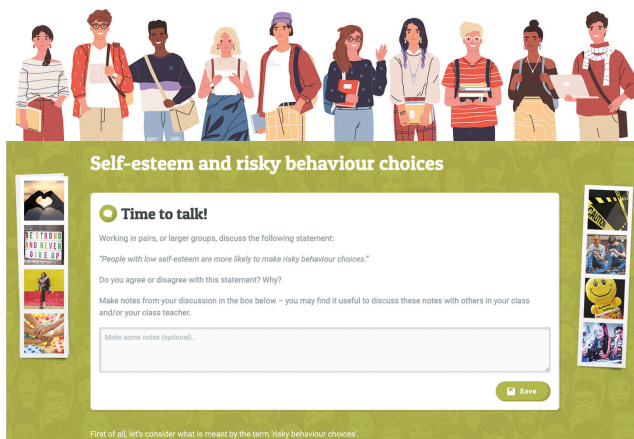 Self-esteem and risky behaviour choices
Time to talk!
Working in pairs, or larger groups, discuss the following statement:
"People with low self-esteem are more likely to make risky behaviour choices."
Do you agree or disagree with this statement? Why?
Make notes from your discussion in the box below – you may find it useful to discuss these notes with others in your class
and/or your class teacher.
Make some notes (optional)...
Save
First of all, let's consider what is meant by the term 'risky behaviour choices'.
BE STRONG
AND NEVER
GIVE UP